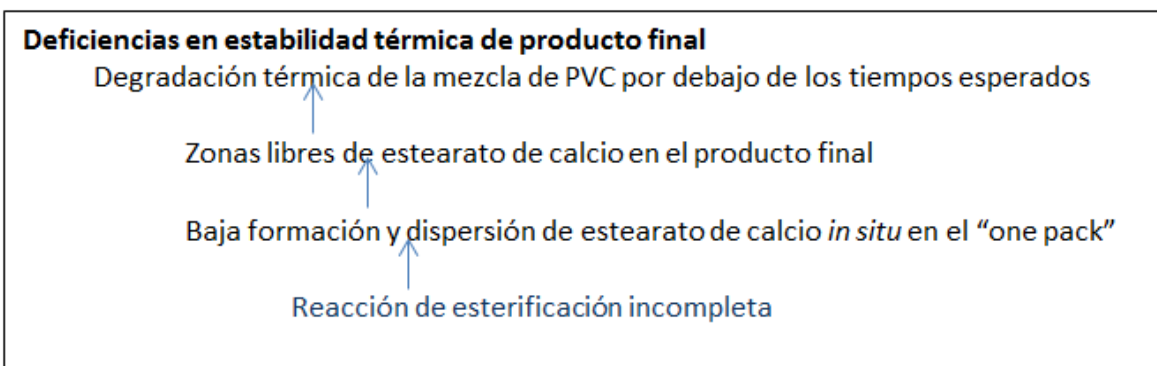 Deficiencias en estabilidad térmica de producto final
Degradación térmica de la mezcla de PVC por debajo de los tiempos esperados
Zonas libres de estearato de calcio en el producto final
Baja formación y dispersión de estearato de calcio in situ en el “one pack”
Reacción de esterificación incompleta